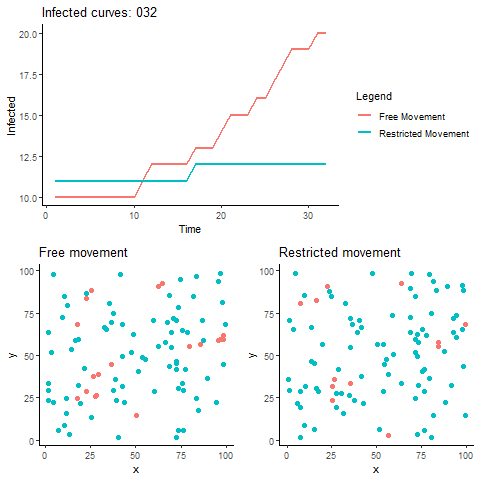 Infected curves: 032
20.0
17.5
15.0
12.5
10.0
Infected
0
10
20
30
Time
Legend
Free Movement
Restricted Movement
Free movement
100
75
50
25
0
y
0
25
50
75
100
x
Restricted movement
100
75
50
25
0
y
0
25
50
75
100
x